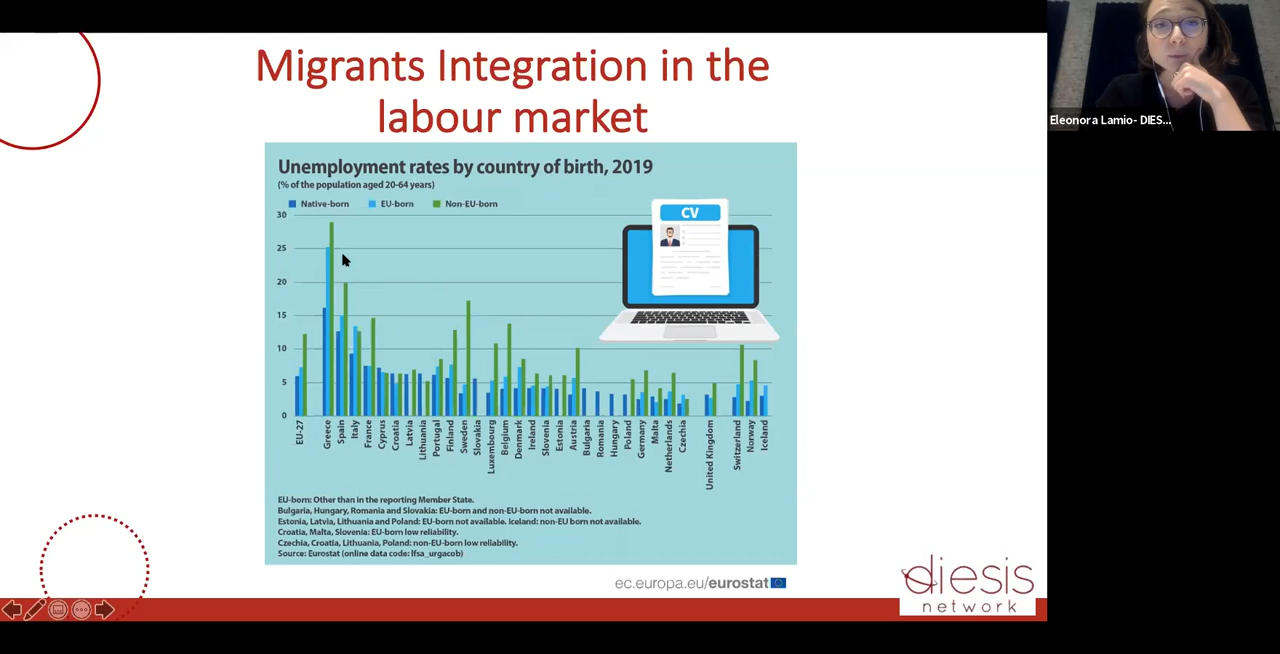 Migrants Integration in the
labour market
Eleonora Lamio- DIES...
Unemployment rates by country of birth, 2019
(% of the population aged 20-64 years)
Native-born EU-born Non-EU-born
CV
30
25
20
15
10
5
0
EU-27
Greece
Spain
Italy
France
Cyprus
Croatia
Latvia
Lithuania
Portugal
Finland
Sweden
Slovakia
Luxembourg
Belgium
Denmark
Ireland
Slovenia
Estonia
Austria
Bulgaria
Romania
Hungary
Poland
Germany
Malta
Netherlands
Czechia
United Kingdom
Switzerland
Norway
Iceland
EU-born: Other than in the reporting Member State.
Bulgaria, Hungary, Romania and Slovakia: EU-born and non-EU-born not available.
Estonia, Latvia, Lithuania and Poland: EU-born not available. Iceland: non-EU born not available.
Croatia, Malta, Slovenia: EU-born low reliability.
Czechia, Croatia, Lithuania, Poland: non-EU-born low reliability.
Source: Eurostat (online data code: lfsa_urgacob)
ec.europa.eu/eurostat
diesis
network